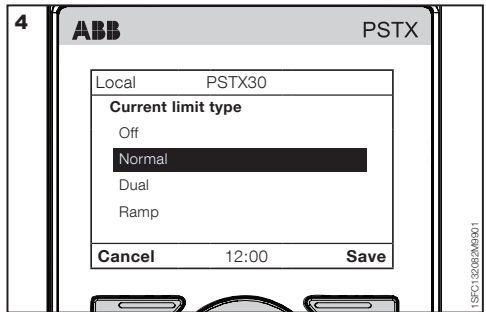 4
ABB PSTX
Local PSTX30
Current limit type
Off
Normal
Dual
Ramp
Cancel 12:00 Save
1SFC132082M9901